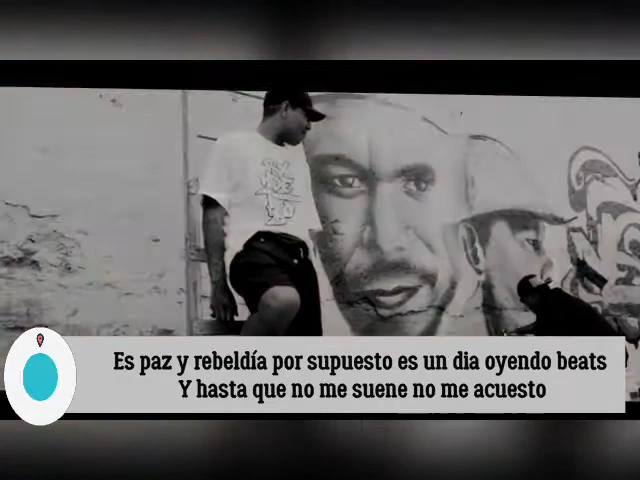 Es paz y rebeldía por supuesto es un dia oyendo beats
Y hasta que no me suene no me acuesto